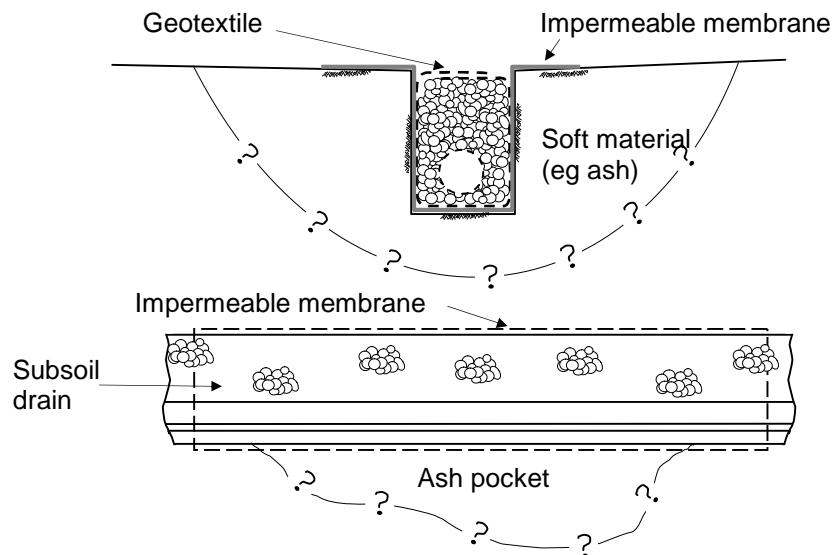 Geotextile
Impermeable membrane
Soft material
(eg ash)
?
?
?
?
?
?
?
?
Impermeable membrane
Subsoil
drain
Ash pocket
?
?
?
?
?